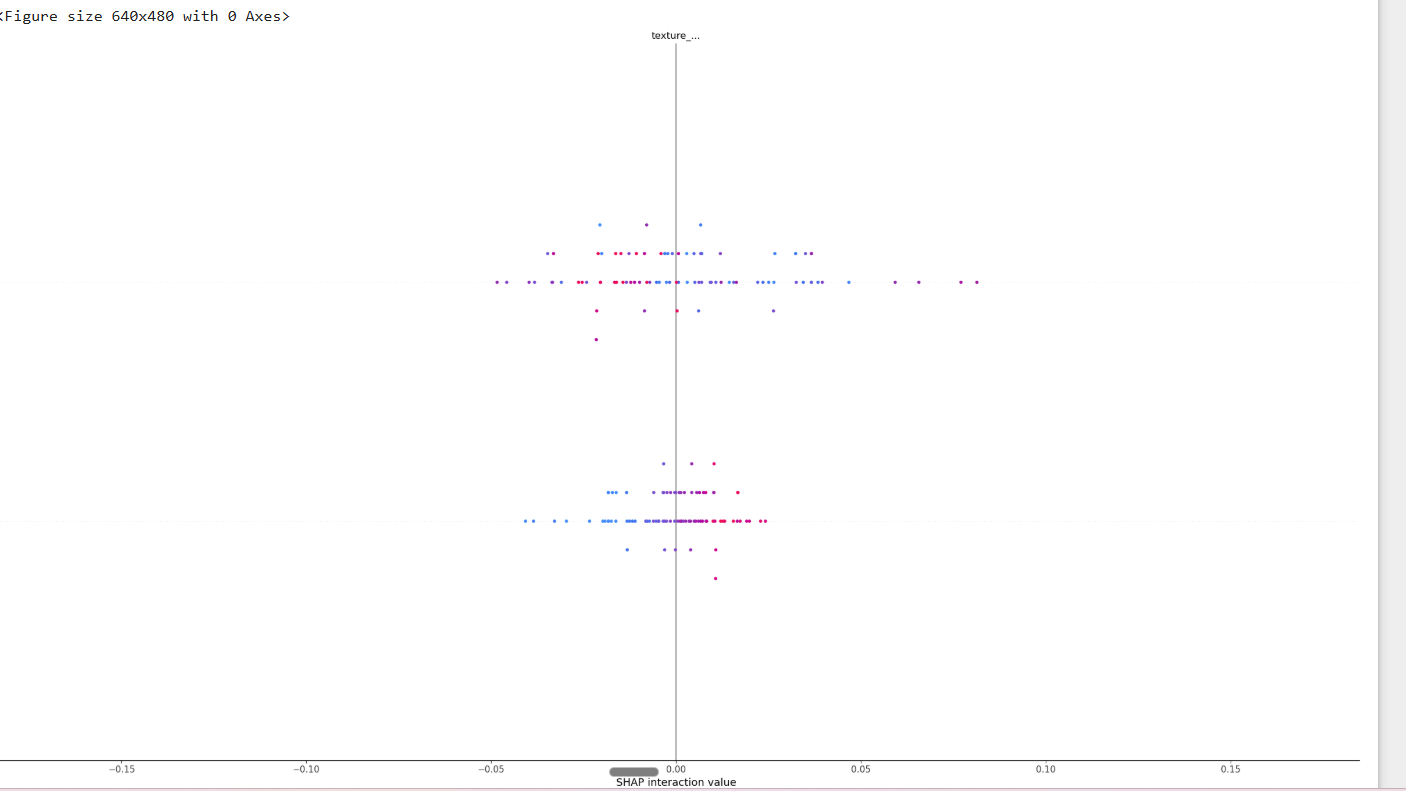 <Figure size 640x480 with 0 Axes>
texture_...
−0.15 −0.10 −0.05 0.00 0.05 0.10 0.15
SHAP interaction value